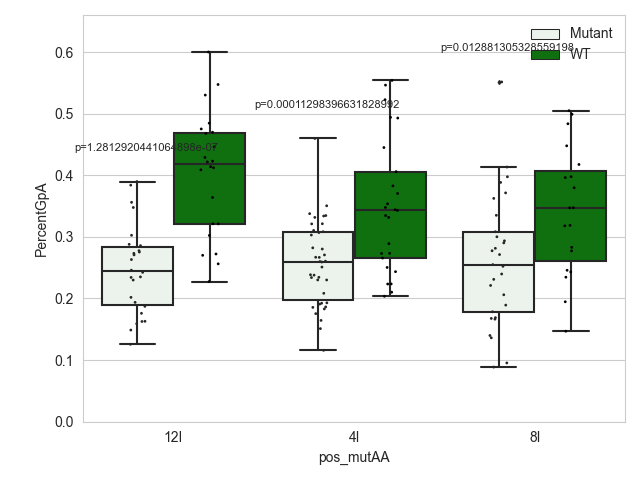 0.6
p=0.012881305328559198
Mutant
WT
0.5
p=0.00011298396631828992
0.4
p=1.2812920441064898e-07
0.3
0.2
0.1
0.0
PercentGpA
12I
4I
8I
pos_mutAA